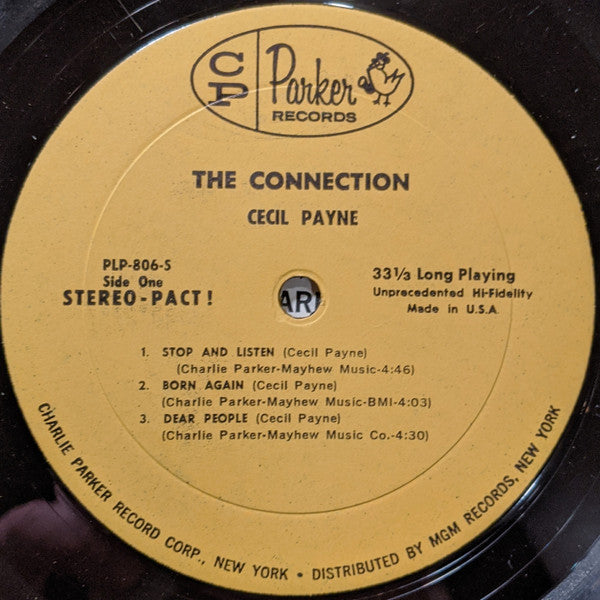 CP Parker
RECORDS
THE CONNECTION
CECIL PAYNE
PLP-806-S
Side One
STEREO-PACT!
33⅓ Long Playing
Unprecedented Hi-Fidelity
Made in U.S.A.
ARK
1. STOP AND LISTEN (Cecil Payne)
(Charlie Parker-Mayhew Music-4:46)
2. BORN AGAIN (Cecil Payne)
(Charlie Parker-Mayhew Music-BMI-4:03)
3. DEAR PEOPLE (Cecil Payne)
(Charlie Parker-Mayhew Music Co.-4:30)
CHARLIE PARKER RECORD CORP., NEW YORK • DISTRIBUTED BY MGM RECORDS, NEW YORK